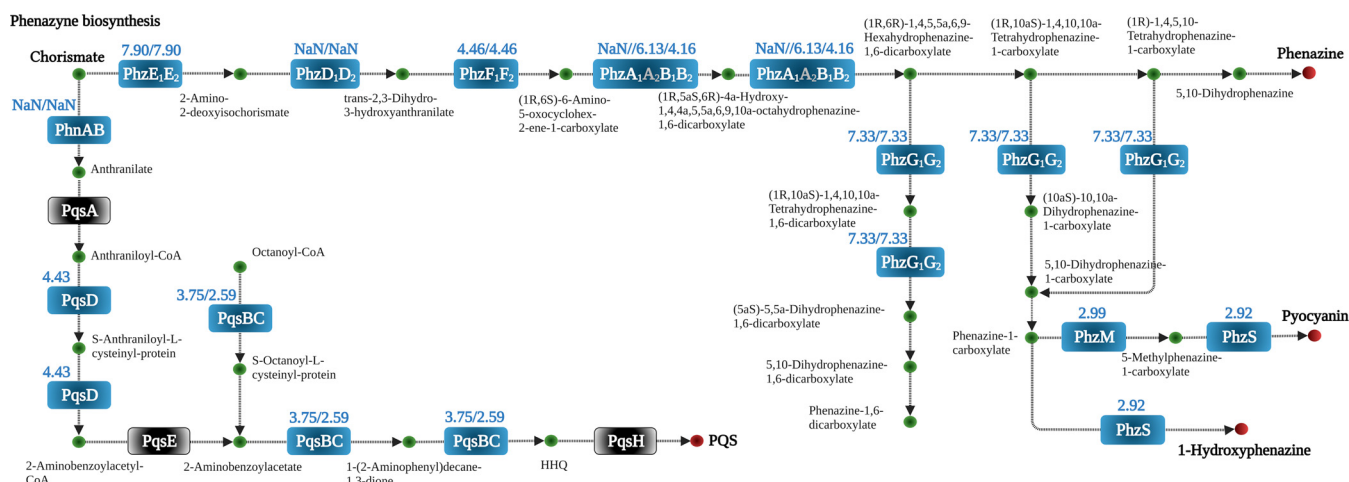 Phenazyne biosynthesis
Chorismate
7.90/7.90
PhzE₁E₂
2-Amino-
2-deoxyisochorismate
NaN/NaN
PhzD₁D₂
trans-2,3-Dihydro-
3-hydroxyanthranilate
4.46/4.46
PhzF₁F₂
(1R,6S)-6-Amino-
5-oxocyclohex-
2-ene-1-carboxylate
NaN//6.13/4.16
PhzA₁A₂B₁B₂
(1R,5aS,6R)-4a-Hydroxy-
1,4,4a,5,5a,6,9,10a-octahydrophenazine-
1,6-dicarboxylate
NaN//6.13/4.16
PhzA₁A₂B₁B₂
(1R,6R)-1,4,5,5a,6,9-
Hexahydrophenazine-
1,6-dicarboxylate
(1R,10aS)-1,4,10,10a-
Tetrahydrophenazine-
1-carboxylate
(1R)-1,4,5,10-
Tetrahydrophenazine-
1-carboxylate
5,10-Dihydrophenazine
Phenazine
NaN/NaN
PhnAB
Anthranilate
PqsA
Anthraniloyl-CoA
4.43
PqsD
S-Anthraniloyl-L-
cysteinyl-protein
4.43
PqsD
2-Aminobenzoylacetyl-
CoA
PqsE
Octanoyl-CoA
3.75/2.59
PqsBC
S-Octanoyl-L-
cysteinyl-protein
2-Aminobenzoylacetate
3.75/2.59
PqsBC
1-(2-Aminophenyl)decane-
1,3-dione
3.75/2.59
PqsBC
HHQ
PqsH
PQS
7.33/7.33
PhzG₁G₂
(1R,10aS)-1,4,10,10a-
Tetrahydrophenazine-
1,6-dicarboxylate
7.33/7.33
PhzG₁G₂
(5aS)-5,5a-Dihydrophenazine-
1,6-dicarboxylate
5,10-Dihydrophenazine-
1,6-dicarboxylate
Phenazine-1,6-
dicarboxylate
7.33/7.33
PhzG₁G₂
(10aS)-10,10a-
Dihydrophenazine-
1-carboxylate
7.33/7.33
PhzG₁G₂
5,10-Dihydrophenazine-
1-carboxylate
Phenazine-1-
carboxylate
2.99
PhzM
5-Methylphenazine-
1-carboxylate
2.92
PhzS
Pyocyanin
2.92
PhzS
1-Hydroxyphenazine